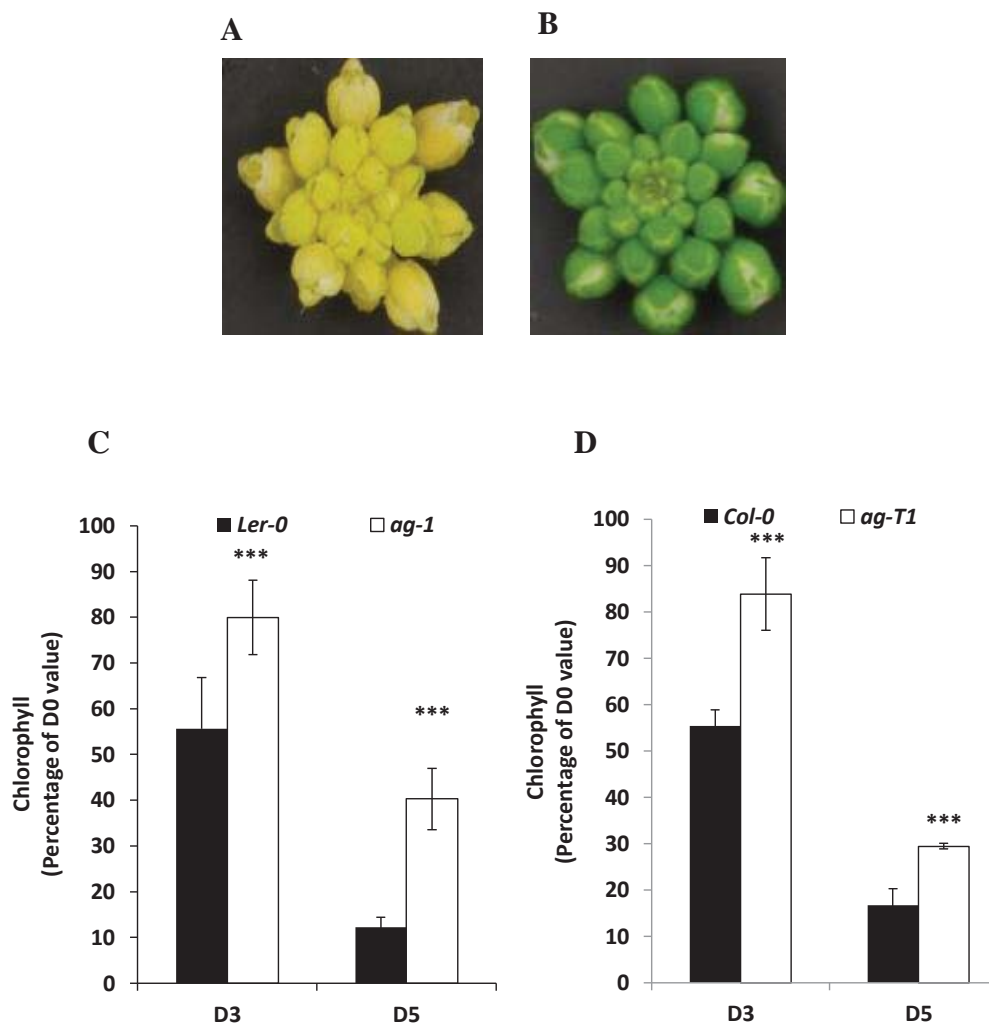 A
B
C
D
Ler-0 ag-1
Col-0 ag-T1
Chlorophyll
(Percentage of D0 value)
100
90
80
70
60
50
40
30
20
10
0
***
***
D3 D5
Chlorophyll
(Percentage of D0 value)
100
90
80
70
60
50
40
30
20
10
0
***
***
D3 D5